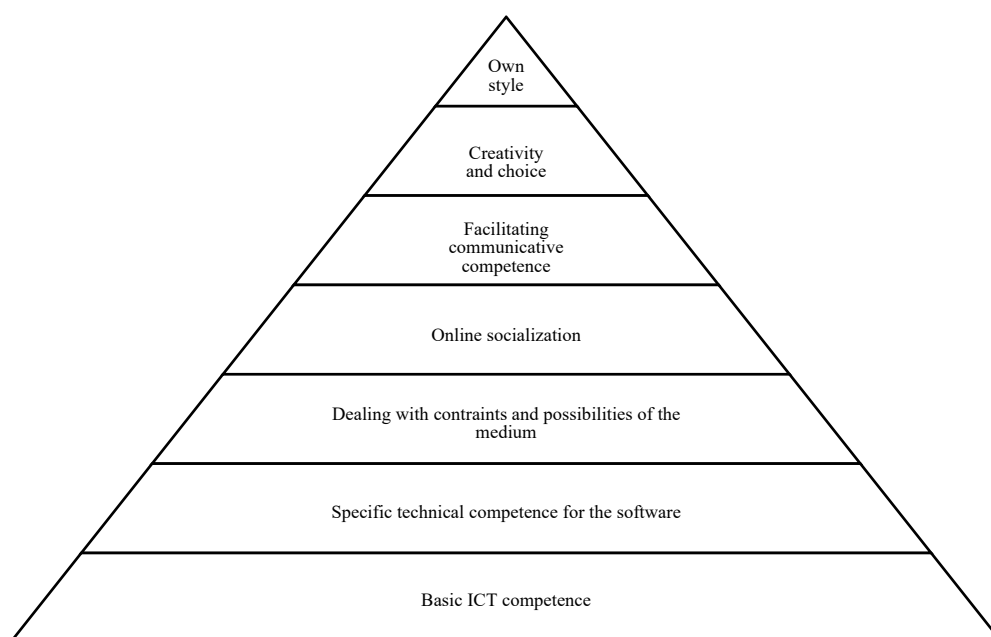 Own
style
Creativity
and choice
Facilitating
communicative
competence
Online socialization
Dealing with contraints and possibilities of the
medium
Specific technical competence for the software
Basic ICT competence